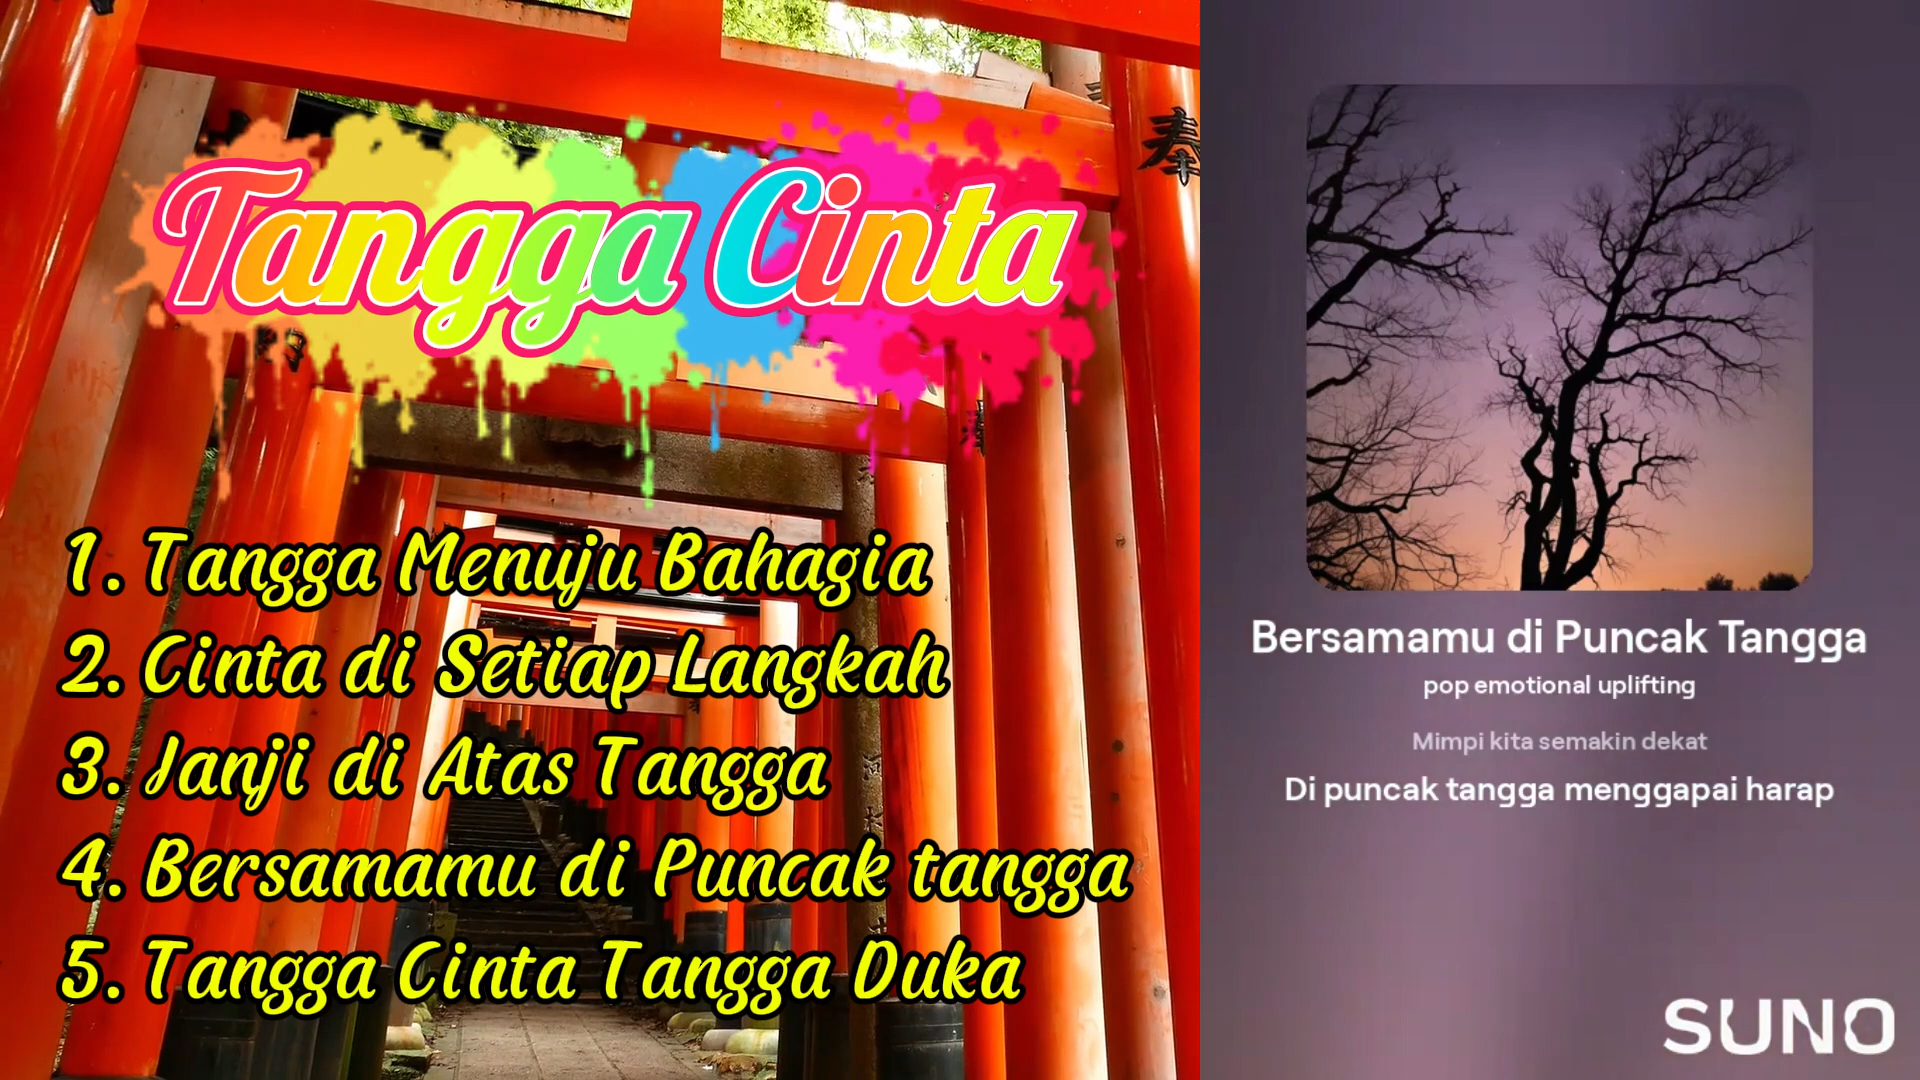 Tangga Cinta
1. Tangga Menuju Bahagia
2. Cinta di Setiap Langkah
3. Janji di Atas Tangga
4. Bersamamu di Puncak tangga
5. Tangga Cinta Tangga Duka
奉
Bersamamu di Puncak Tangga
pop emotional uplifting
Mimpi kita semakin dekat
Di puncak tangga menggapai harap
SUNO